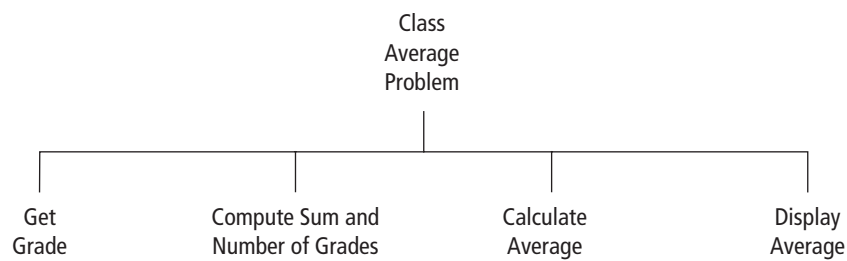 Class
Average
Problem
Get
Grade
Compute Sum and
Number of Grades
Calculate
Average
Display
Average